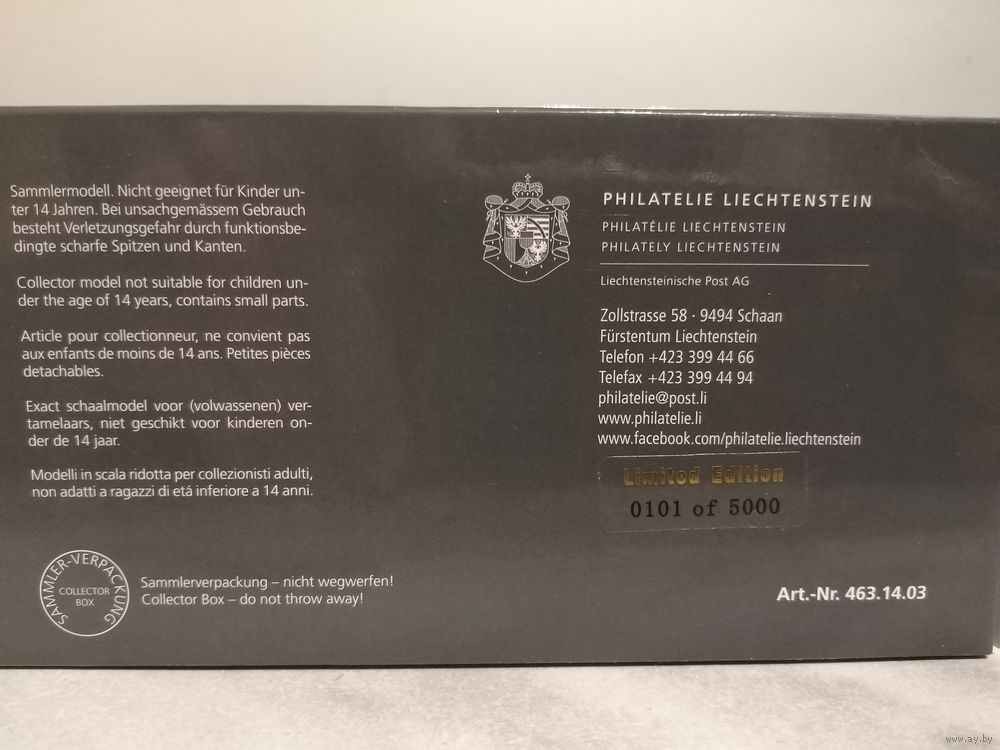 Sammlermodell. Nicht geeignet für Kinder un-
ter 14 Jahren. Bei unsachgemässem Gebrauch
besteht Verletzungsgefahr durch funktionsbe-
dingte scharfe Spitzen und Kanten.
Collector model not suitable for children un-
der the age of 14 years, contains small parts.
Article pour collectionneur, ne convient pas
aux enfants de moins de 14 ans. Petites pièces
detachables.
Exact schaalmodel voor (volwassenen) ver-
tamelaars, niet geschikt voor kinderen on-
der de 14 jaar.
Modelli in scala ridotta per collezionisti adulti,
non adatti a ragazzi di etá inferiore a 14 anni.
SAMMLER-VERPACKUNG
COLLECTOR
BOX
Sammlerverpackung – nicht wegwerfen!
Collector Box – do not throw away!
PHILATELIE LIECHTENSTEIN
PHILATÉLIE LIECHTENSTEIN
PHILATELY LIECHTENSTEIN
Liechtensteinische Post AG
Zollstrasse 58 · 9494 Schaan
Fürstentum Liechtenstein
Telefon +423 399 44 66
Telefax +423 399 44 94
philatelie@post.li
www.philatelie.li
www.facebook.com/philatelie.liechtenstein
Limited Edition
0101 of 5000
Art.-Nr. 463.14.03
www.ay.by